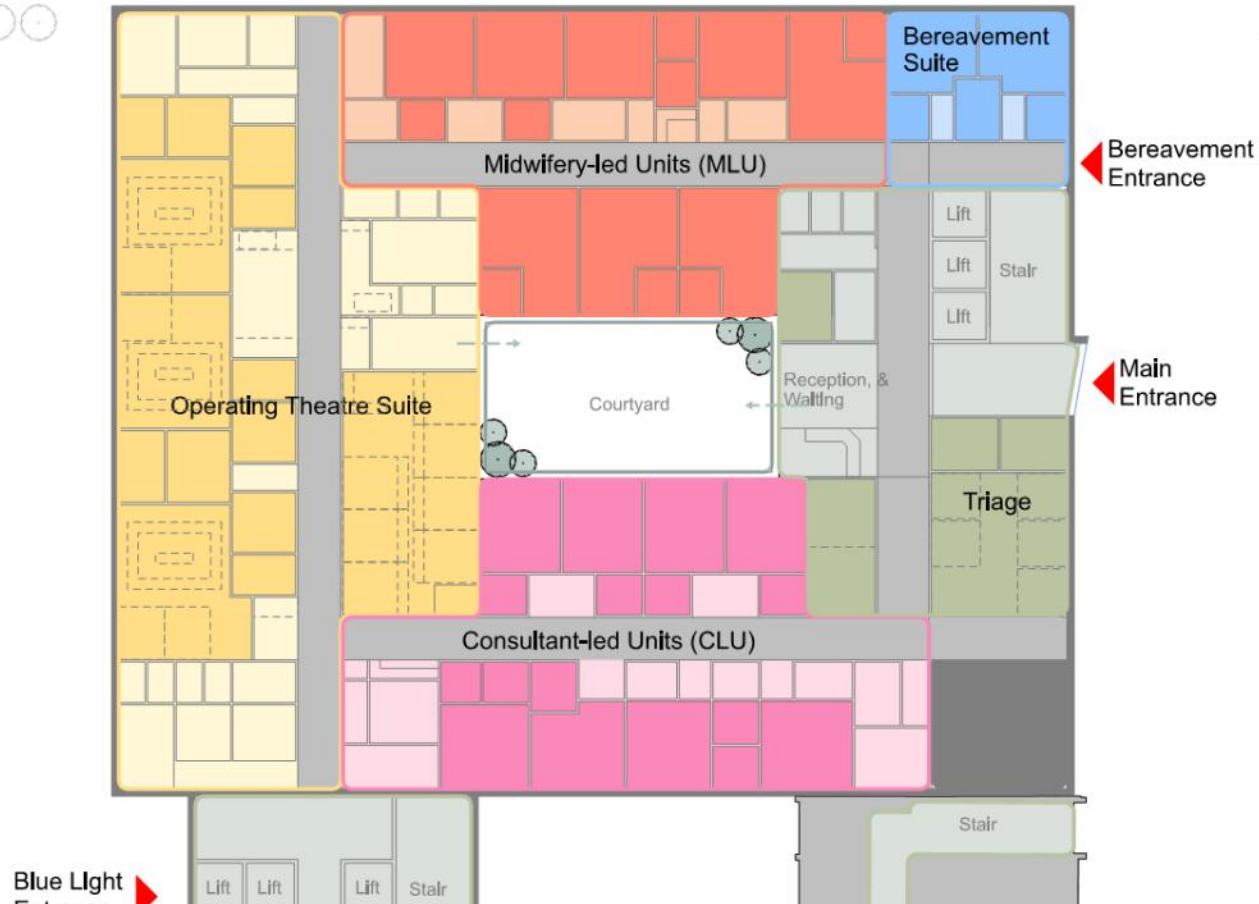 Bereavement
Suite
Midwifery-led Units (MLU)
Bereavement
Entrance
Lift
Lift
Stair
Lift
Main
Entrance
Reception, &
Waiting
Courtyard
Operating Theatre Suite
Triage
Consultant-led Units (CLU)
Stair
Blue Light
Lift
Lift
Lift
Stair